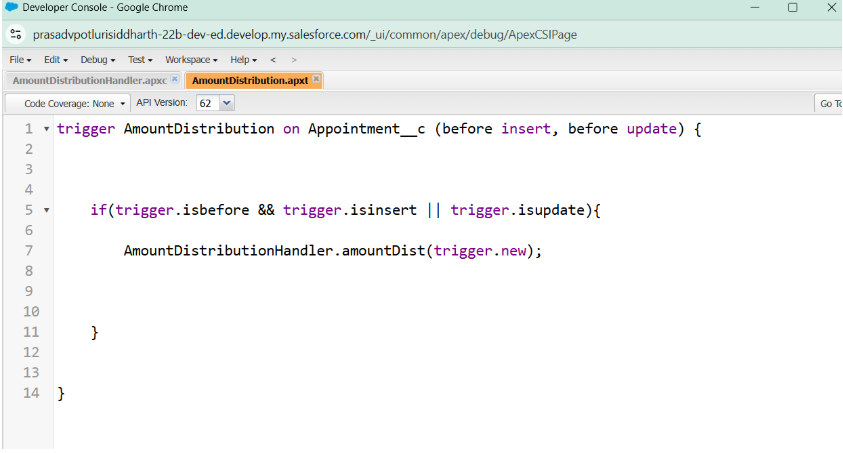 Developer Console - Google Chrome
prasadvpotlurisiddharth-22b-dev-ed.develop.my.salesforce.com/_ui/common/apex/debug/ApexCSIPage
File Edit Debug Test Workspace Help < >
AmountDistributionHandler.apxc AmountDistribution.apxt
Code Coverage: None API Version: 62 Go To
1 trigger AmountDistribution on Appointment__c (before insert, before update) {
2
3
4
5 if(trigger.isbefore && trigger.isinsert || trigger.isupdate){
6
7 AmountDistributionHandler.amountDist(trigger.new);
8
9
10
11 }
12
13
14 }